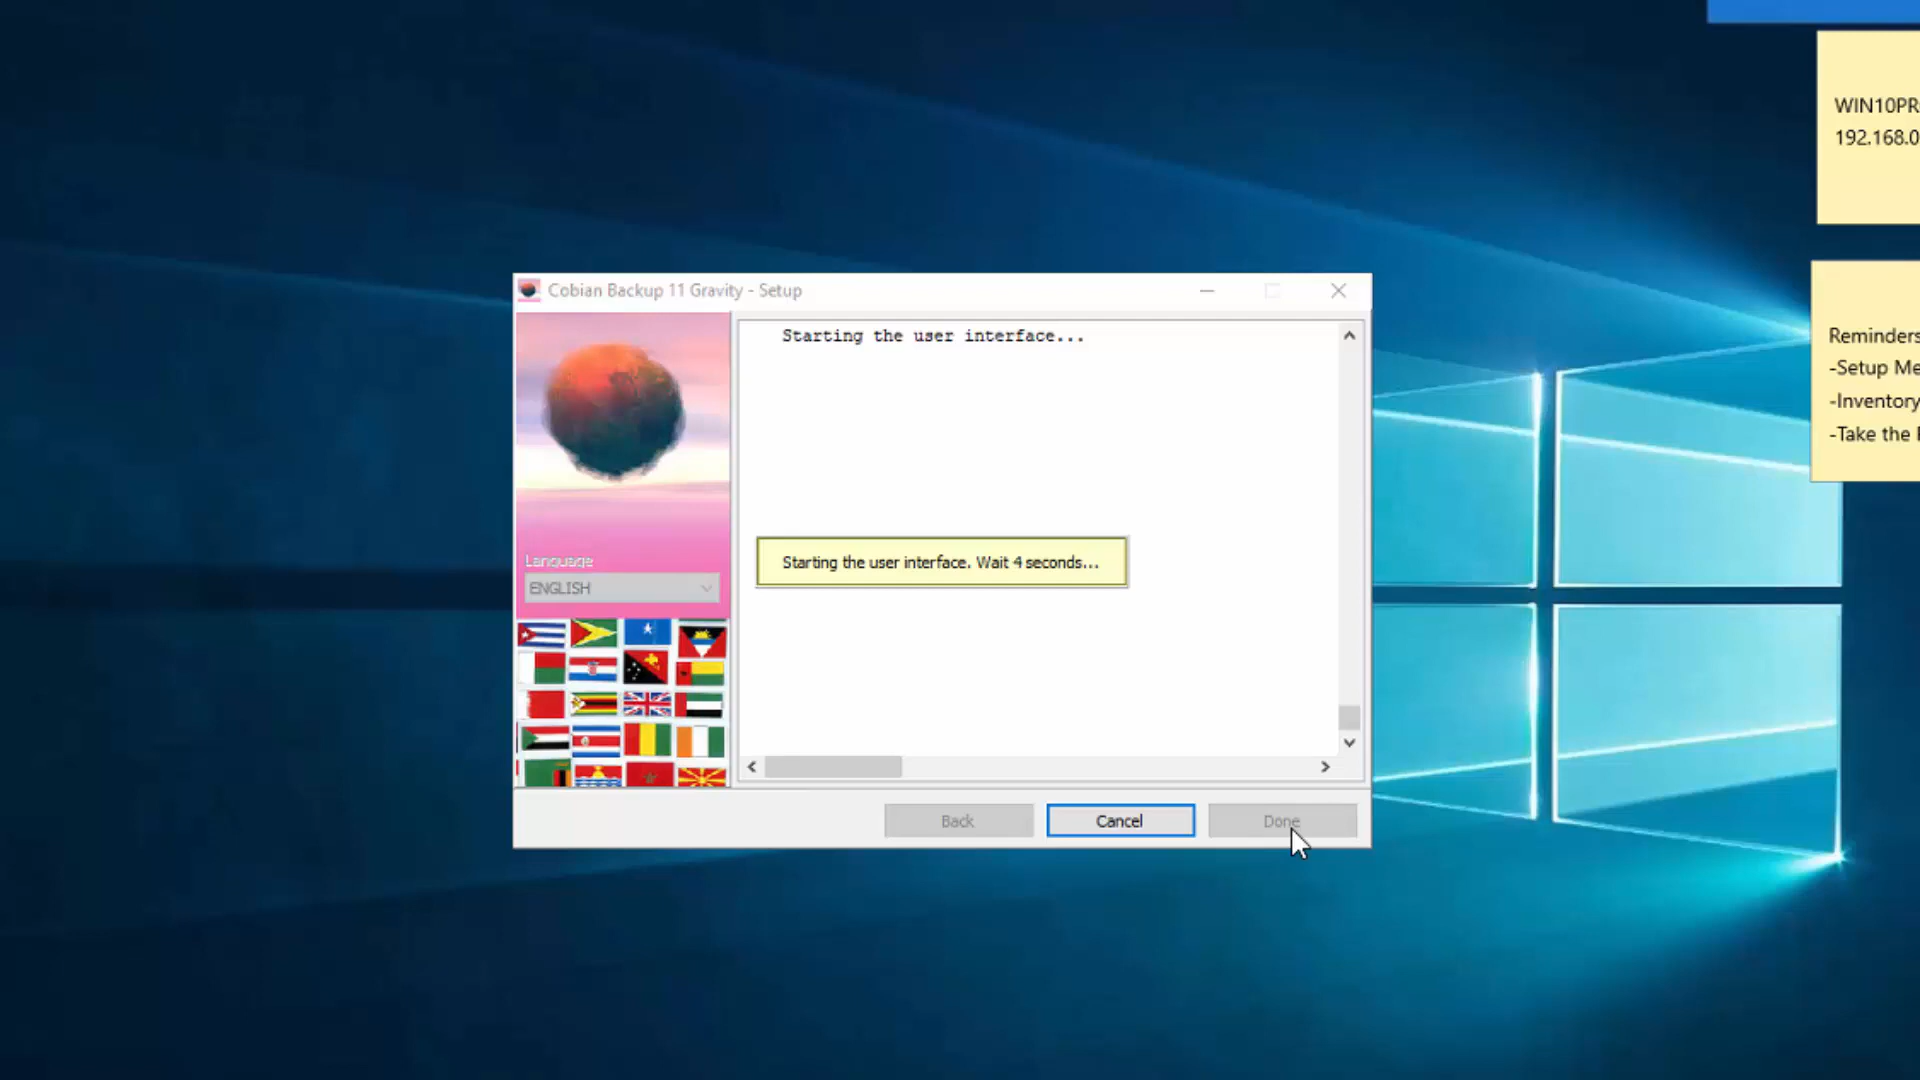 WIN10PR
192.168.0
Cobian Backup 11 Gravity - Setup
Starting the user interface...
Reminders
-Setup Me
-Inventory
-Take the
Starting the user interface. Wait 4 seconds...
Language
ENGLISH
Back
Cancel
Done